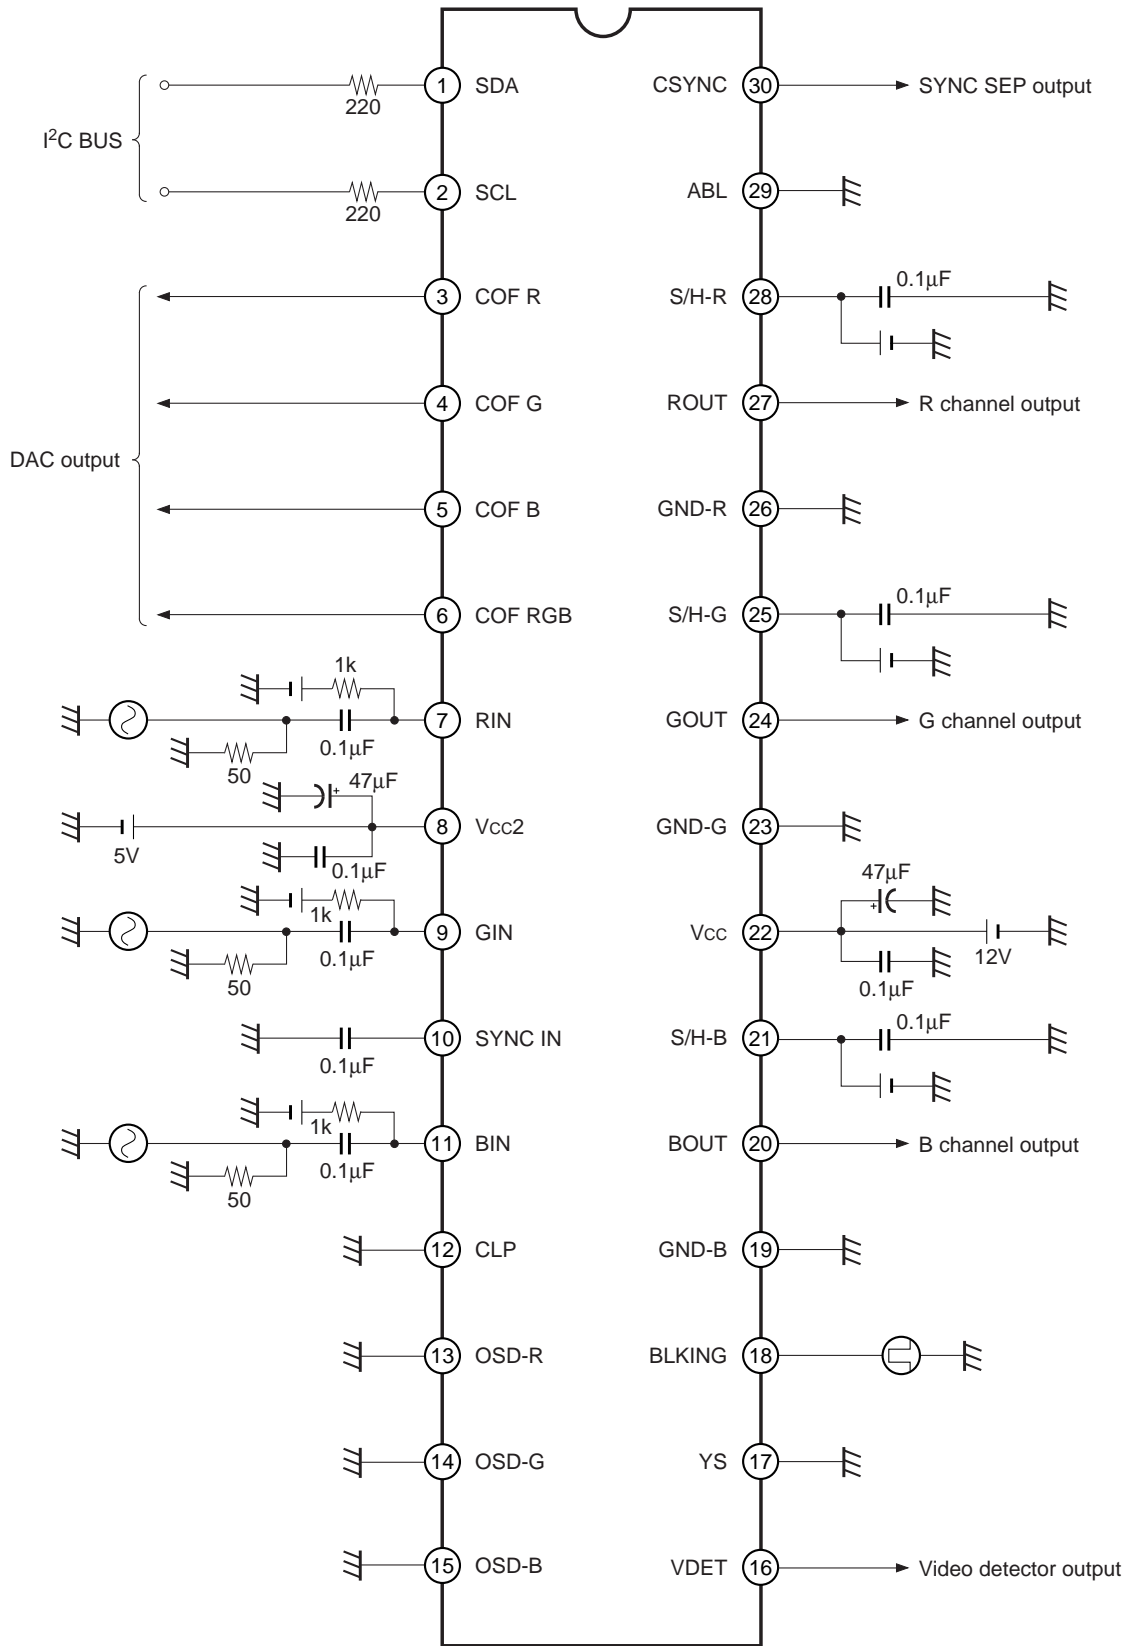 1 SDA
CSYNC 30
SYNC SEP output
220
I²C BUS
2 SCL
ABL 29
220
0.1µF
3 COF R
S/H-R 28
4 COF G
ROUT 27
R channel output
DAC output
5 COF B
GND-R 26
0.1µF
6 COF RGB
S/H-G 25
1k
7 RIN
GOUT 24
G channel output
0.1µF
50
47µF
+
8 VCC2
GND-G 23
5V
0.1µF
47µF
+
1k
9 GIN
VCC 22
0.1µF
12V
50
0.1µF
0.1µF
10 SYNC IN
S/H-B 21
0.1µF
1k
11 BIN
BOUT 20
B channel output
0.1µF
50
12 CLP
GND-B 19
13 OSD-R
BLKING 18
14 OSD-G
YS 17
15 OSD-B
VDET 16
Video detector output